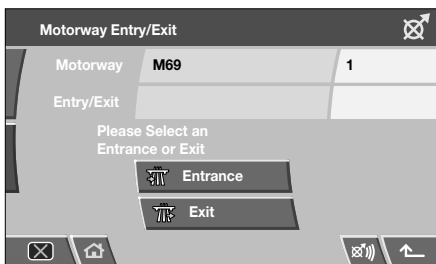 Motorway Entry/Exit
Motorway M69 1
Entry/Exit
Please Select an
Entrance or Exit
Entrance
Exit